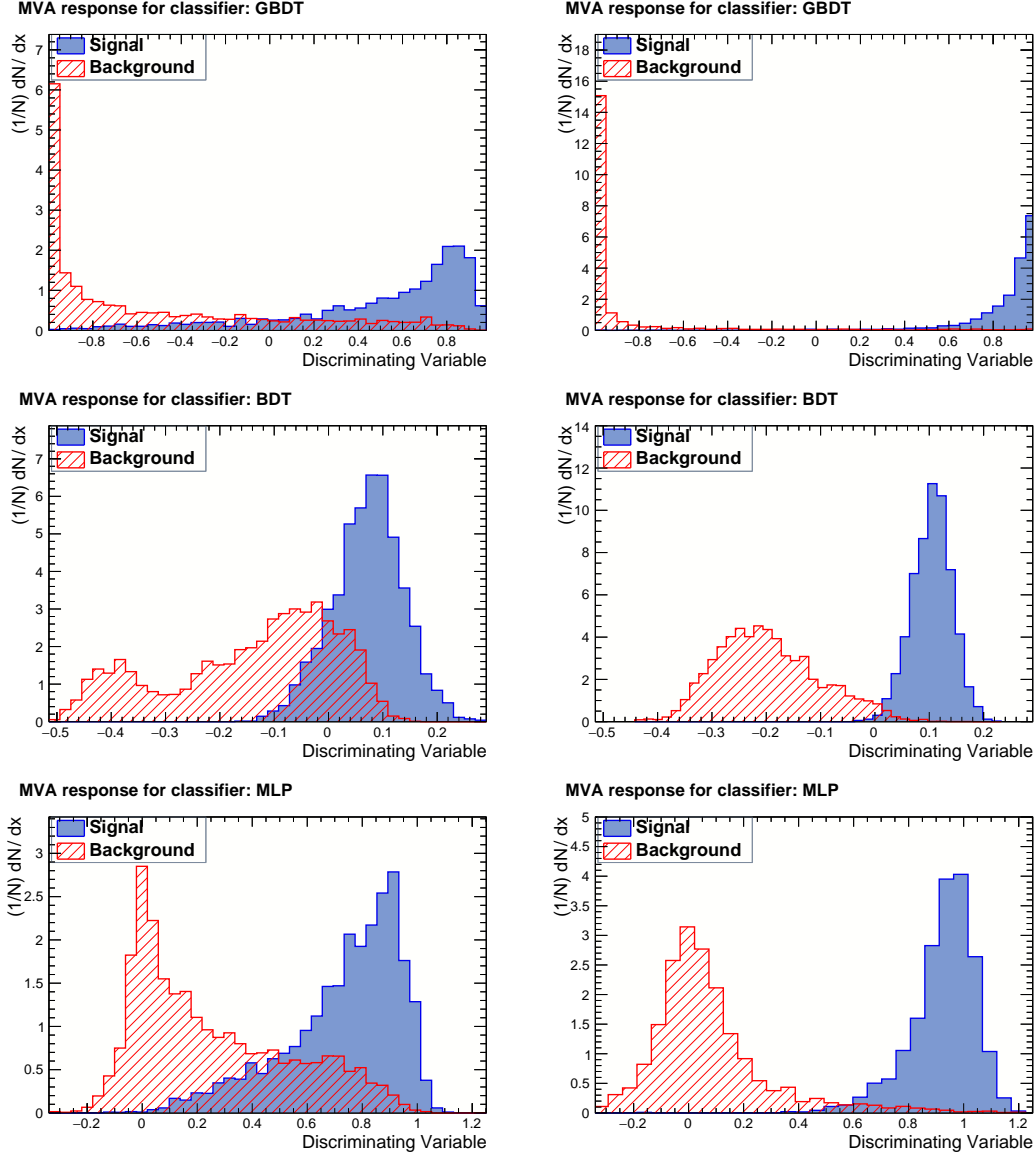 MVA response for classifier: GBDT
(1/N) dN/ dx
7
6
5
4
3
2
1
0
Signal
Background
−0.8 −0.6 −0.4 −0.2 0 0.2 0.4 0.6 0.8
Discriminating Variable
MVA response for classifier: GBDT
(1/N) dN/ dx
18
16
14
12
10
8
6
4
2
0
Signal
Background
−0.8 −0.6 −0.4 −0.2 0 0.2 0.4 0.6 0.8
Discriminating Variable
MVA response for classifier: BDT
(1/N) dN/ dx
7
6
5
4
3
2
1
0
Signal
Background
−0.5 −0.4 −0.3 −0.2 −0.1 0 0.1 0.2
Discriminating Variable
MVA response for classifier: BDT
(1/N) dN/ dx
14
12
10
8
6
4
2
0
Signal
Background
−0.5 −0.4 −0.3 −0.2 −0.1 0 0.1 0.2
Discriminating Variable
MVA response for classifier: MLP
(1/N) dN/ dx
3
2.5
2
1.5
1
0.5
0
Signal
Background
−0.2 0 0.2 0.4 0.6 0.8 1 1.2
Discriminating Variable
MVA response for classifier: MLP
(1/N) dN/ dx
5
4.5
4
3.5
3
2.5
2
1.5
1
0.5
0
Signal
Background
−0.2 0 0.2 0.4 0.6 0.8 1 1.2
Discriminating Variable